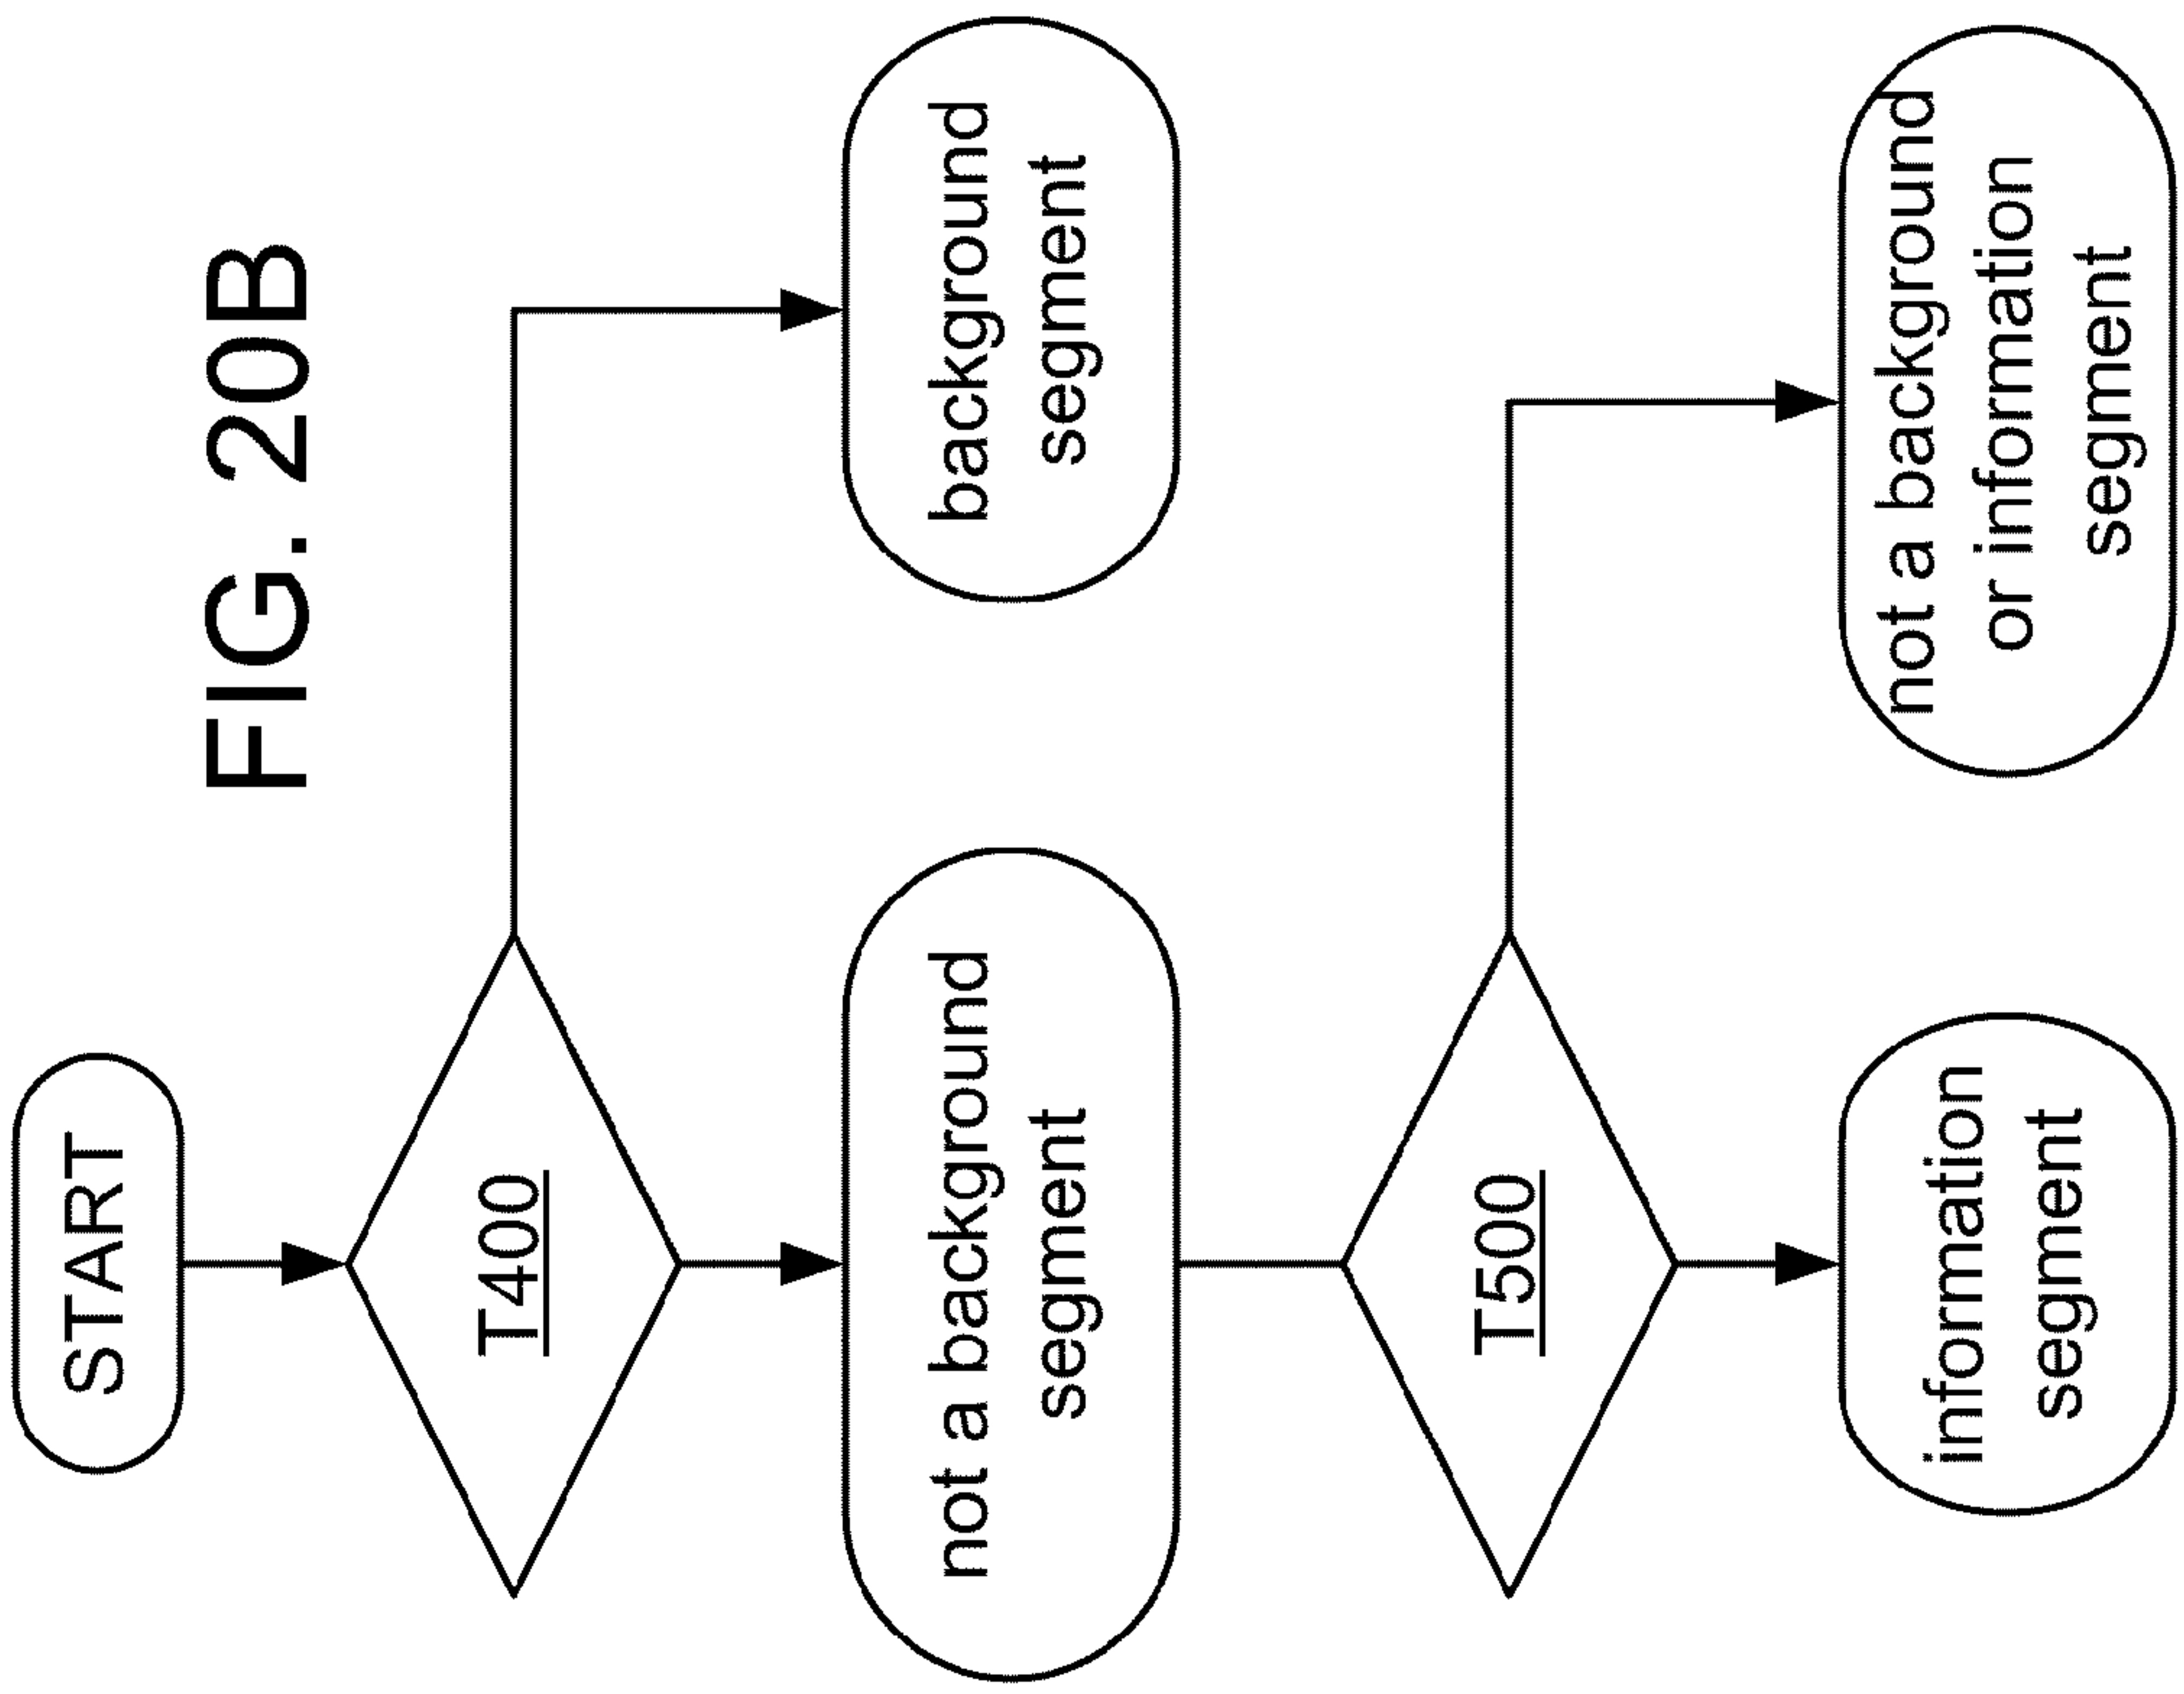 FIG. 20B
START
T400
not a background
segment
background
segment
T500
information
segment
not a background
or information
segment